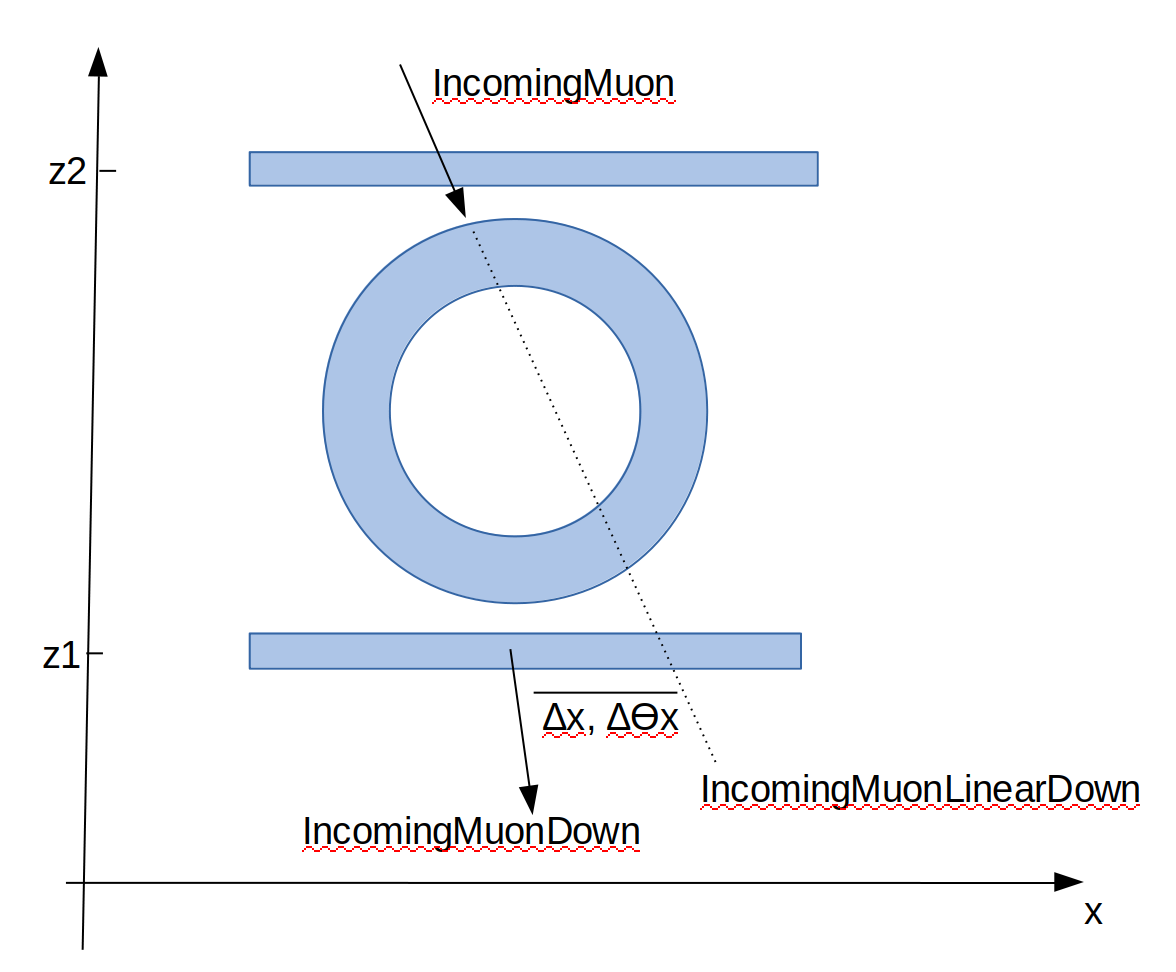 IncomingMuon
z2
z1
Δx, ΔΘx
IncomingMuonLinearDown
IncomingMuonDown
x